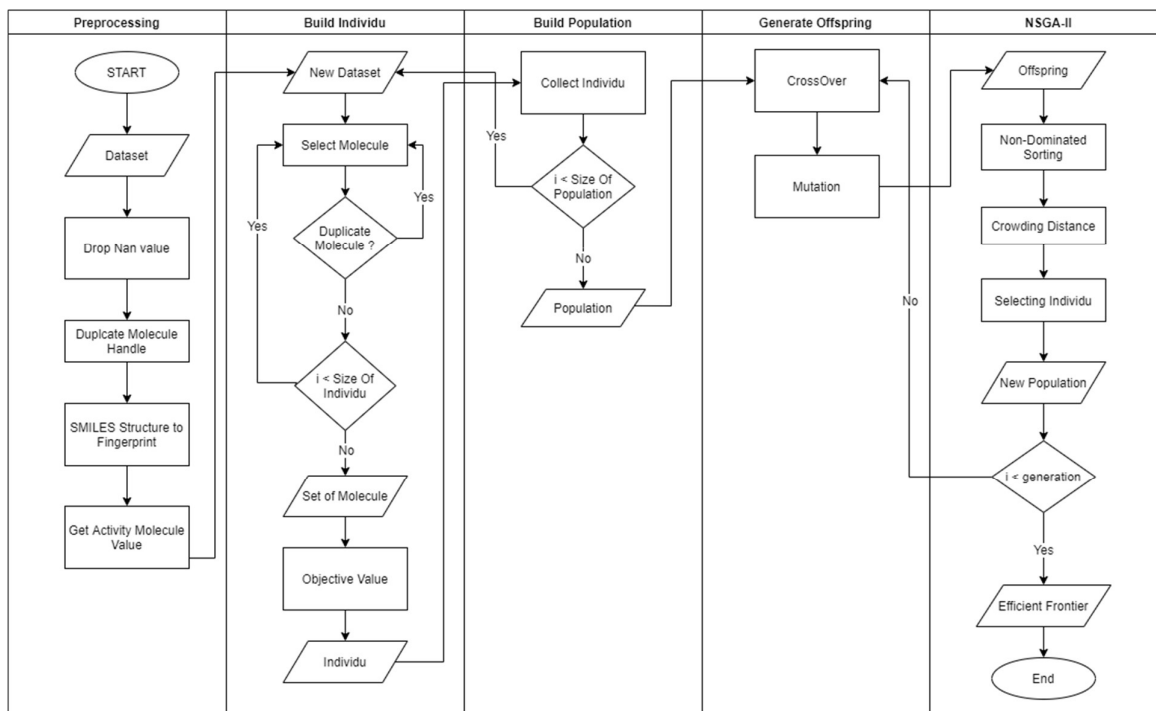 Preprocessing
Build Individu
Build Population
Generate Offspring
NSGA-II
START
Dataset
Drop Nan value
Duplcate Molecule
Handle
SMILES Structure to
Fingerprint
Get Activity Molecule
Value
New Dataset
Select Molecule
Yes
Yes
Duplicate
Molecule ?
No
i < Size Of
Individu
No
Set of Molecule
Objective Value
Individu
Collect Individu
Yes
i < Size Of
Population
No
Population
CrossOver
Mutation
Offspring
Non-Dominated
Sorting
Crowding Distance
Selecting Individu
No
New Population
i < generation
Yes
Efficient Frontier
End